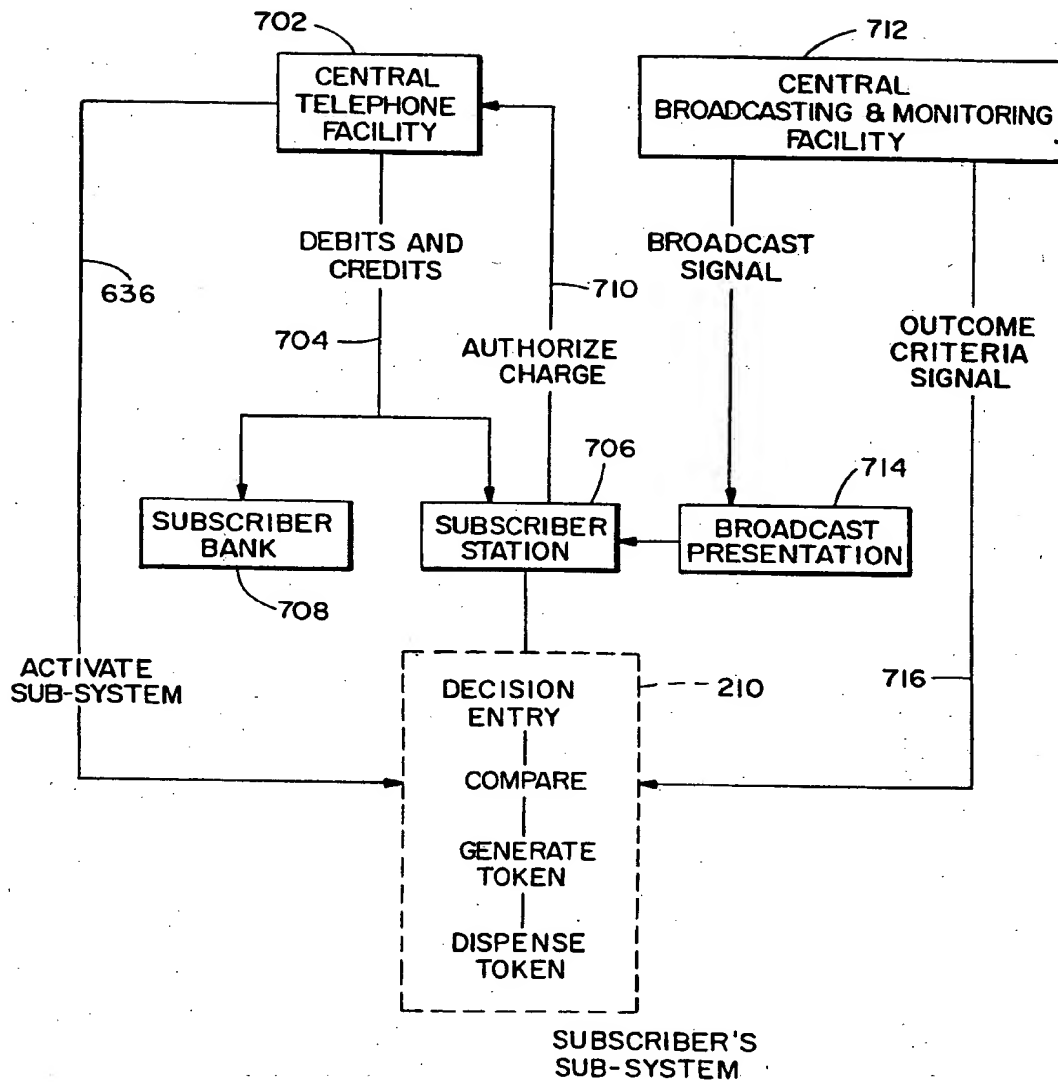 702
CENTRAL
TELEPHONE
FACILITY
712
CENTRAL
BROADCASTING & MONITORING
FACILITY
DEBITS AND
CREDITS
BROADCAST
SIGNAL
636
710
704
AUTHORIZE
CHARGE
OUTCOME
CRITERIA
SIGNAL
706
714
SUBSCRIBER
BANK
SUBSCRIBER
STATION
BROADCAST
PRESENTATION
708
ACTIVATE
SUB-SYSTEM
DECISION
ENTRY
210
716
COMPARE
GENERATE
TOKEN
DISPENSE
TOKEN
SUBSCRIBER'S
SUB-SYSTEM